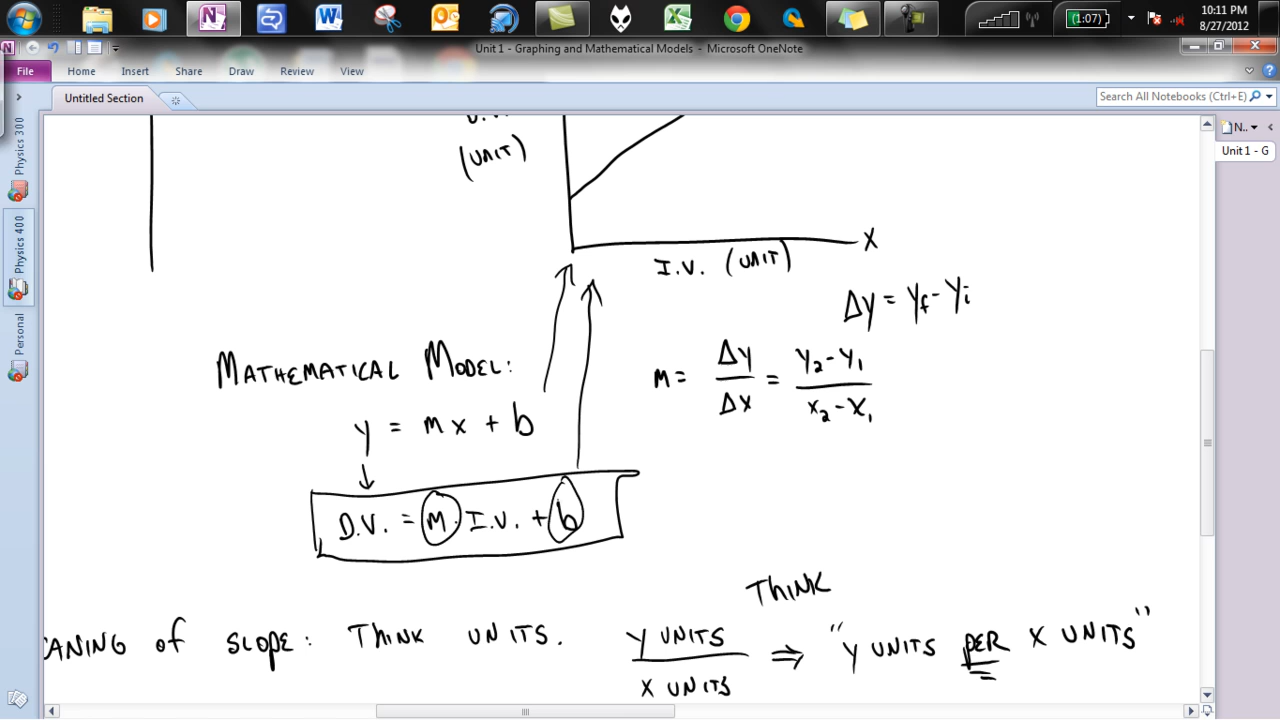 10:11 PM
(1:07)
8/27/2012
Unit 1 - Graphing and Mathematical Models - Microsoft OneNote
File Home Insert Share Draw Review View
Untitled Section
Search All Notebooks (Ctrl+E)
N..
Unit 1 - G
Physics 300
Physics 400
Personal
(UNIT)
X
I.V. (UNIT)
Δy = yf - yi
MATHEMATICAL MODEL:
m = Δy/Δx = (y₂ - y₁)/(x₂ - x₁)
y = mx + b
D.V. = m · I.V. + b
THINK
EANING of SLOPE: THINK UNITS. Y UNITS / X UNITS ⇒ "Y UNITS PER X UNITS"